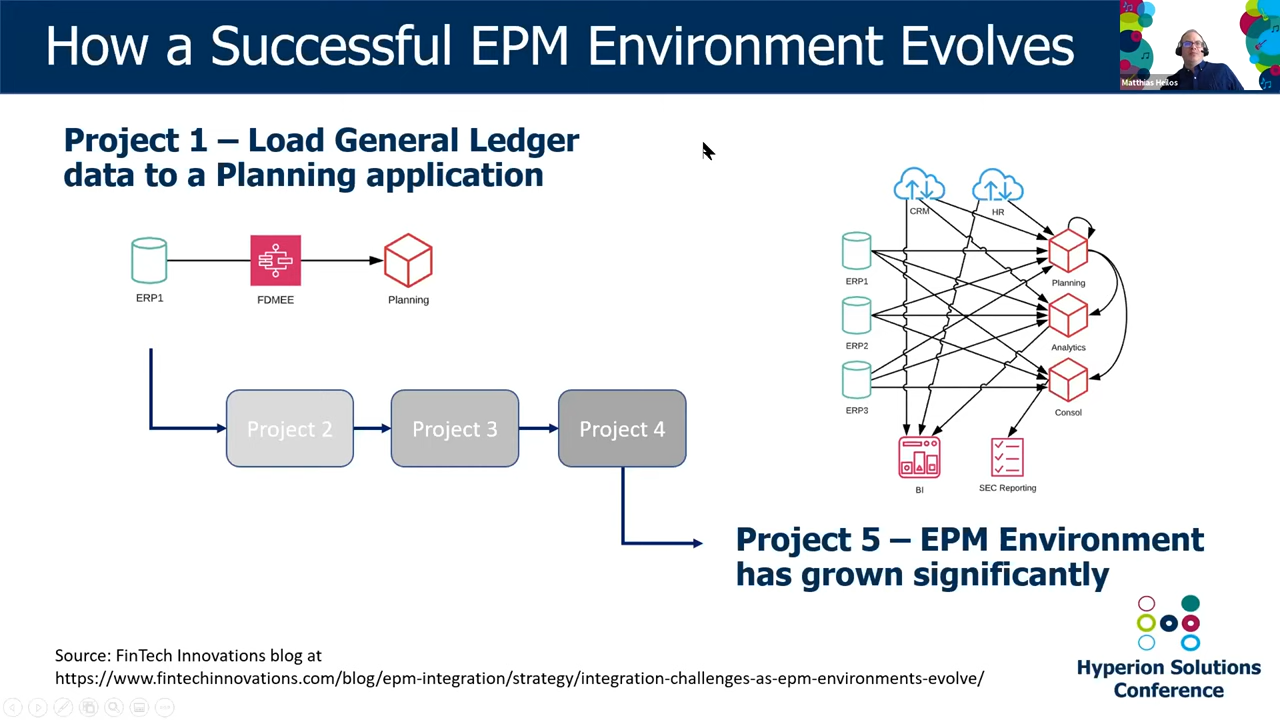 How a Successful EPM Environment Evolves
Matthias Heilos
Project 1 – Load General Ledger
data to a Planning application
ERP1
FDMEE
Planning
Project 2
Project 3
Project 4
CRM
HR
ERP1
Planning
ERP2
Analytics
ERP3
Consol
BI
SEC Reporting
Project 5 – EPM Environment
has grown significantly
Source: FinTech Innovations blog at
https://www.fintechinnovations.com/blog/epm-integration/strategy/integration-challenges-as-epm-environments-evolve/
Hyperion Solutions
Conference